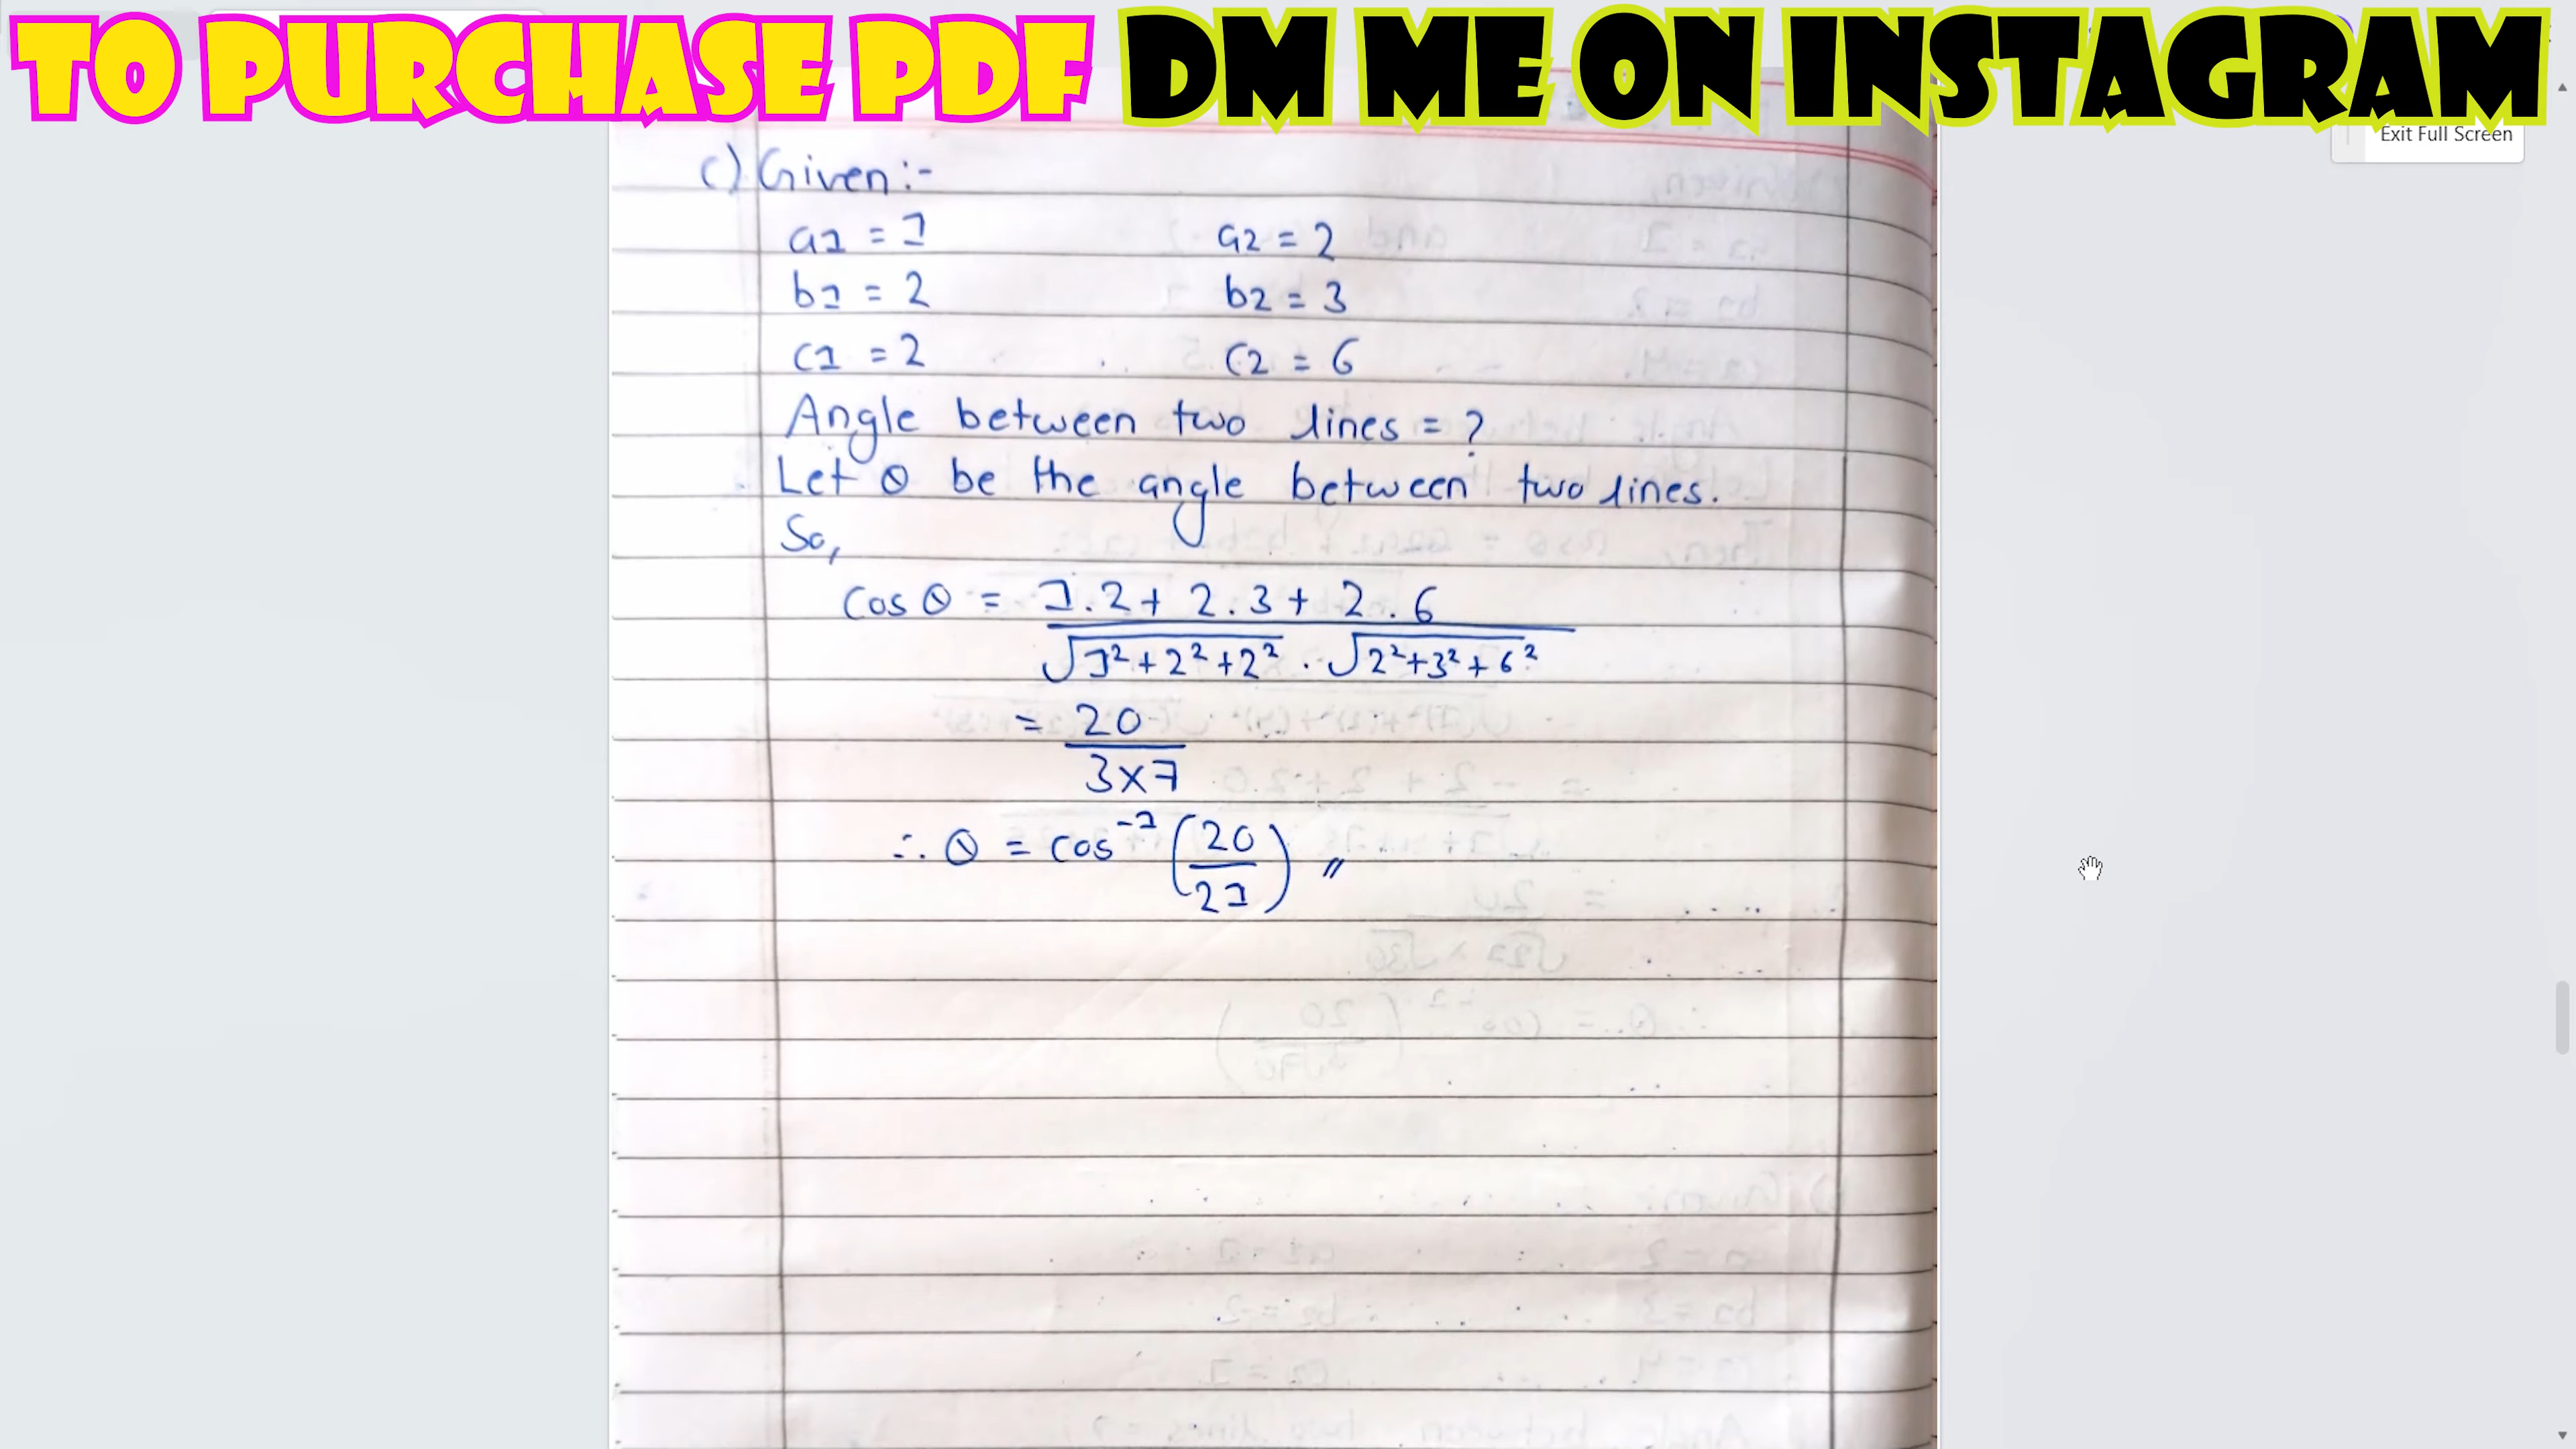 TO PURCHASE PDF DM ME ON INSTAGRAM
Exit Full Screen
c) Given:-
a1 = 1 a2 = 2
b1 = 2 b2 = 3
c1 = 2 c2 = 6
Angle between two lines = ?
Let θ be the angle between two lines.
So,
cos θ = 1.2 + 2.3 + 2.6
√1²+2²+2² . √2²+3²+6²
= 20
3×7
∴ θ = cos⁻¹ (20
21) //